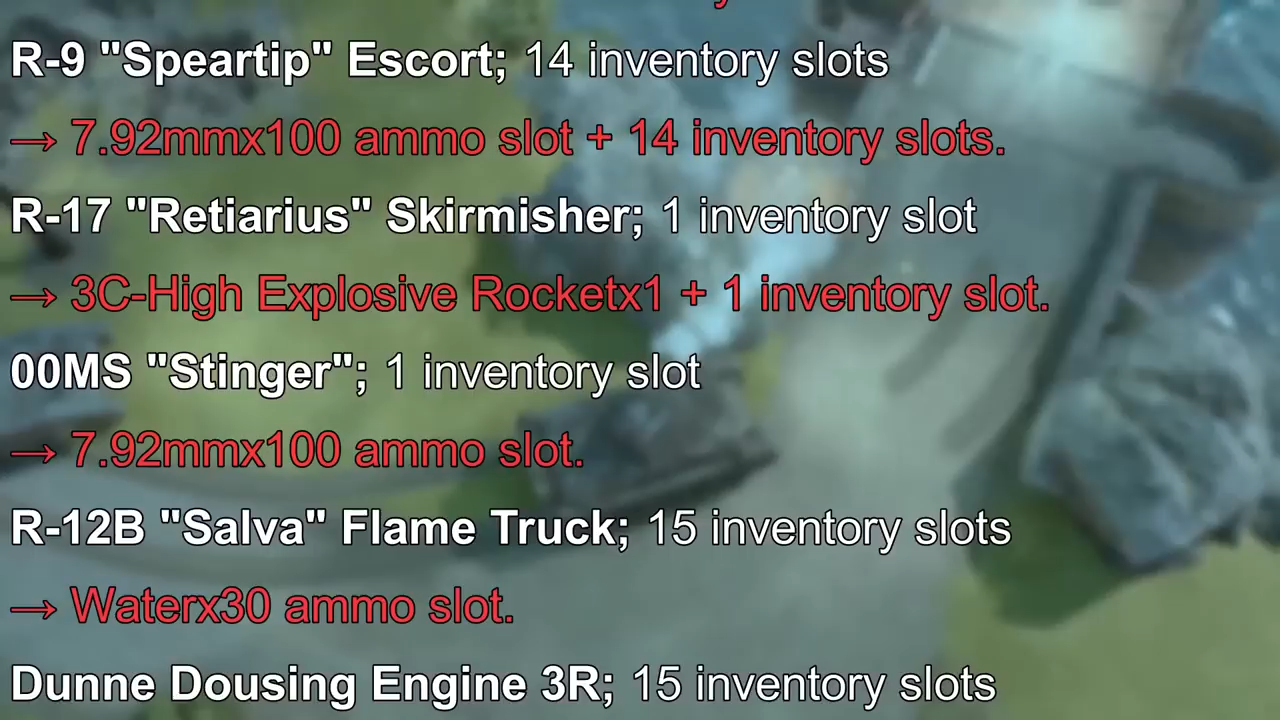 R-9 "Speartip" Escort; 14 inventory slots
→ 7.92mmx100 ammo slot + 14 inventory slots.
R-17 "Retiarius" Skirmisher; 1 inventory slot
→ 3C-High Explosive Rocketx1 + 1 inventory slot.
00MS "Stinger"; 1 inventory slot
→ 7.92mmx100 ammo slot.
R-12B "Salva" Flame Truck; 15 inventory slots
→ Waterx30 ammo slot.
Dunne Dousing Engine 3R; 15 inventory slots